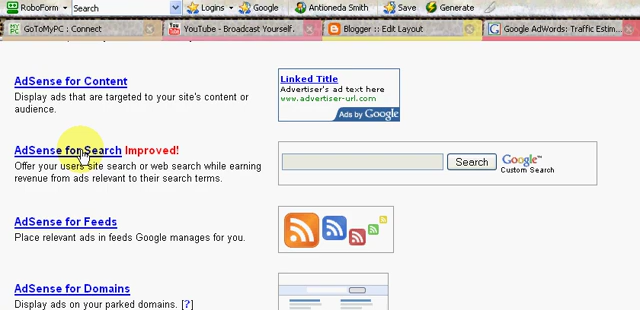 RoboForm Search Logins Google Antioneda Smith Save Generate
GoToMyPC : Connect YouTube - Broadcast Yourself. Blogger :: Edit Layout Google AdWords: Traffic Estim...
AdSense for Content
Display ads that are targeted to your site's content or
audience.
Linked Title
Advertiser's ad text here
www.advertiser-url.com
Ads by Google
AdSense for Search Improved!
Offer your users site search or web search while earning
revenue from ads relevant to their search terms.
Search
Google™
Custom Search
AdSense for Feeds
Place relevant ads in feeds Google manages for you.
AdSense for Domains
Display ads on your parked domains. [?]